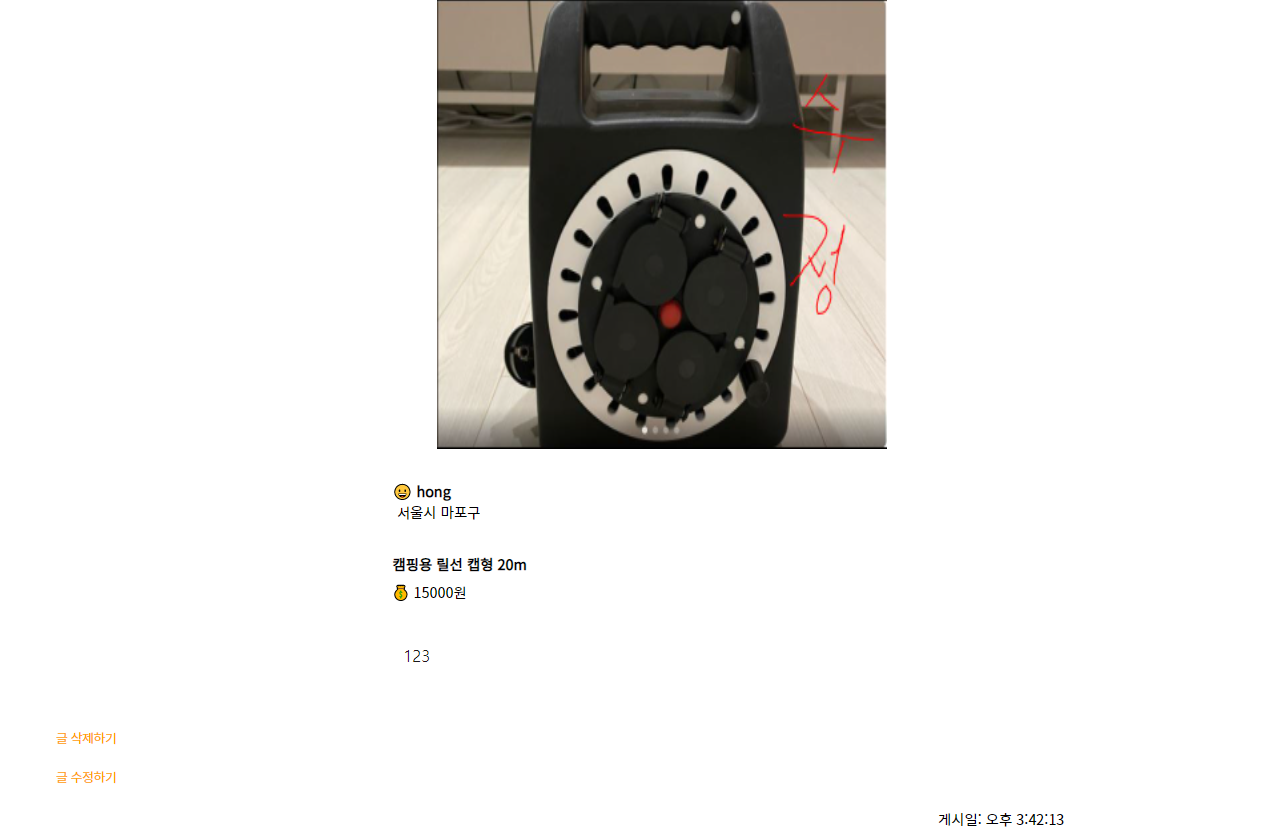 수
정
😀 hong
서울시 마포구
캠핑용 릴선 캡형 20m
💰 15000원
123
글 삭제하기
글 수정하기
게시일: 오후 3:42:13